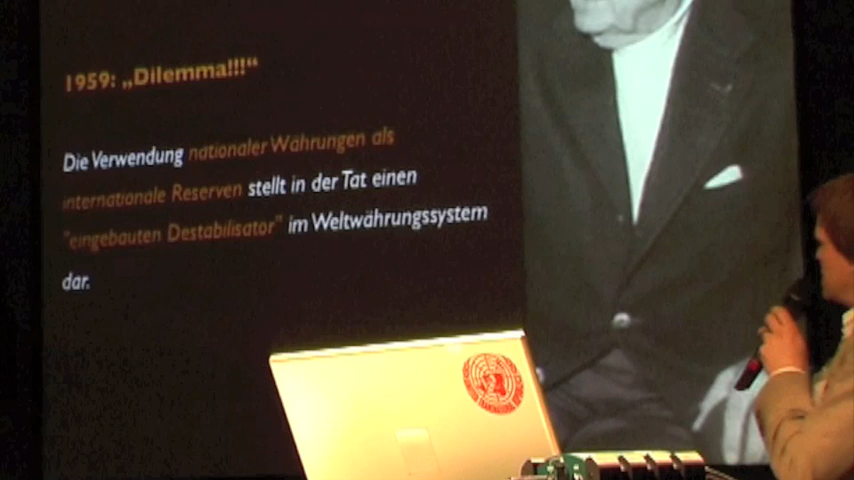 1959: „Dilemma!!!“
Die Verwendung nationaler Währungen als
internationale Reserven stellt in der Tat einen
"eingebauten Destabilisator" im Weltwährungssystem
dar.